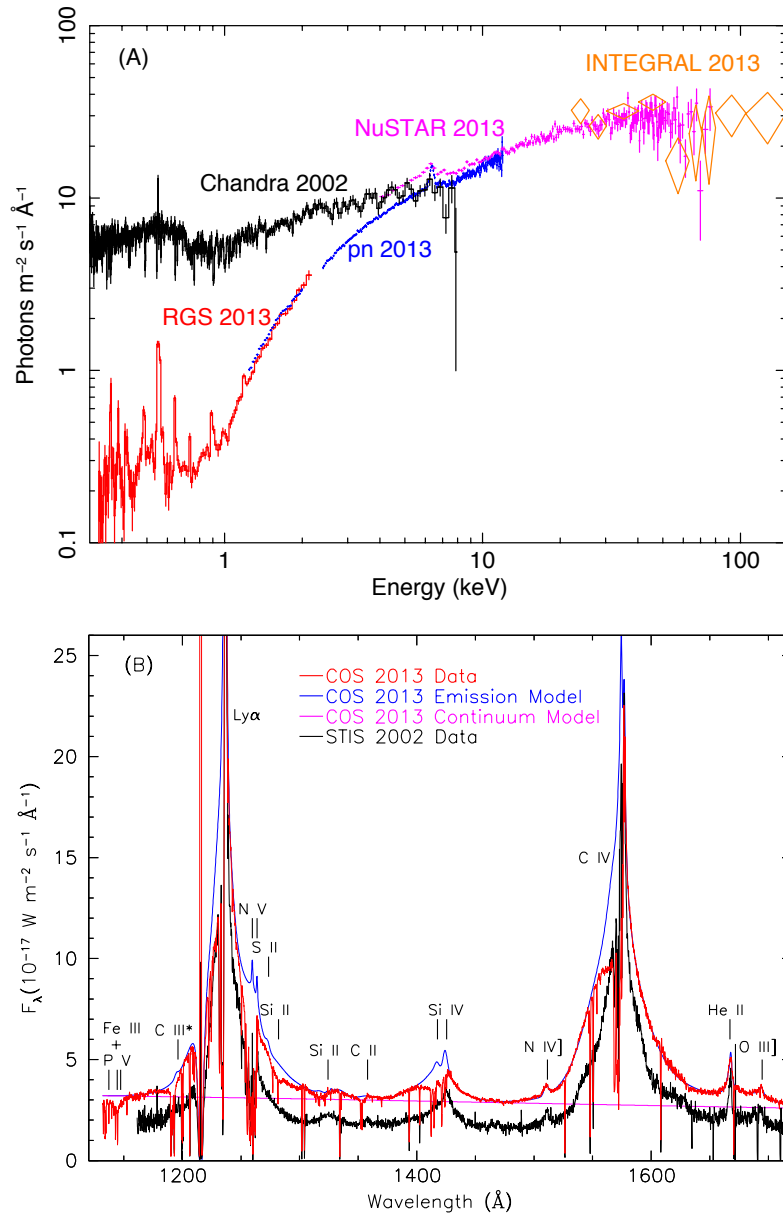 (A)
INTEGRAL 2013
NuSTAR 2013
Chandra 2002
pn 2013
RGS 2013
100
10
1
0.1
Photons m⁻² s⁻¹ Å⁻¹
1
10
100
Energy (keV)
(B)
COS 2013 Data
COS 2013 Emission Model
COS 2013 Continuum Model
STIS 2002 Data
Lyα
C IV
N V
S II
Fe III
+
P V
C III*
Si II
Si II
C II
Si IV
N IV]
He II
O III]
25
20
15
10
5
0
F_λ(10⁻¹⁷ W m⁻² s⁻¹ Å⁻¹)
1200
1400
1600
Wavelength (Å)